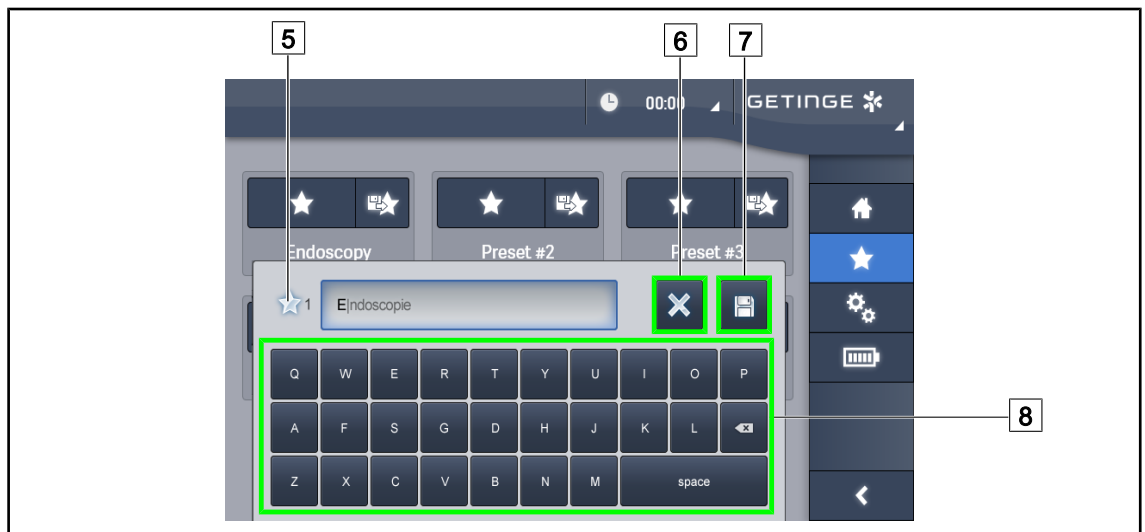 5 6 7
00:00 GETINGE
Endoscopy Preset #2 Preset #3
1 E|ndoscopie
Q W E R T Y U I O P
A F S G D H J K L
8
Z X C V B N M space